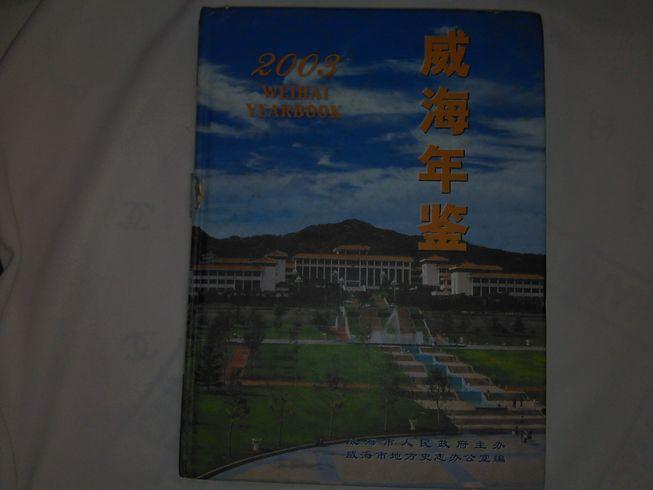 2003
WEIHAI
YEARBOOK
威海年鉴
威海市人民政府主办
威海市地方史志办公室编